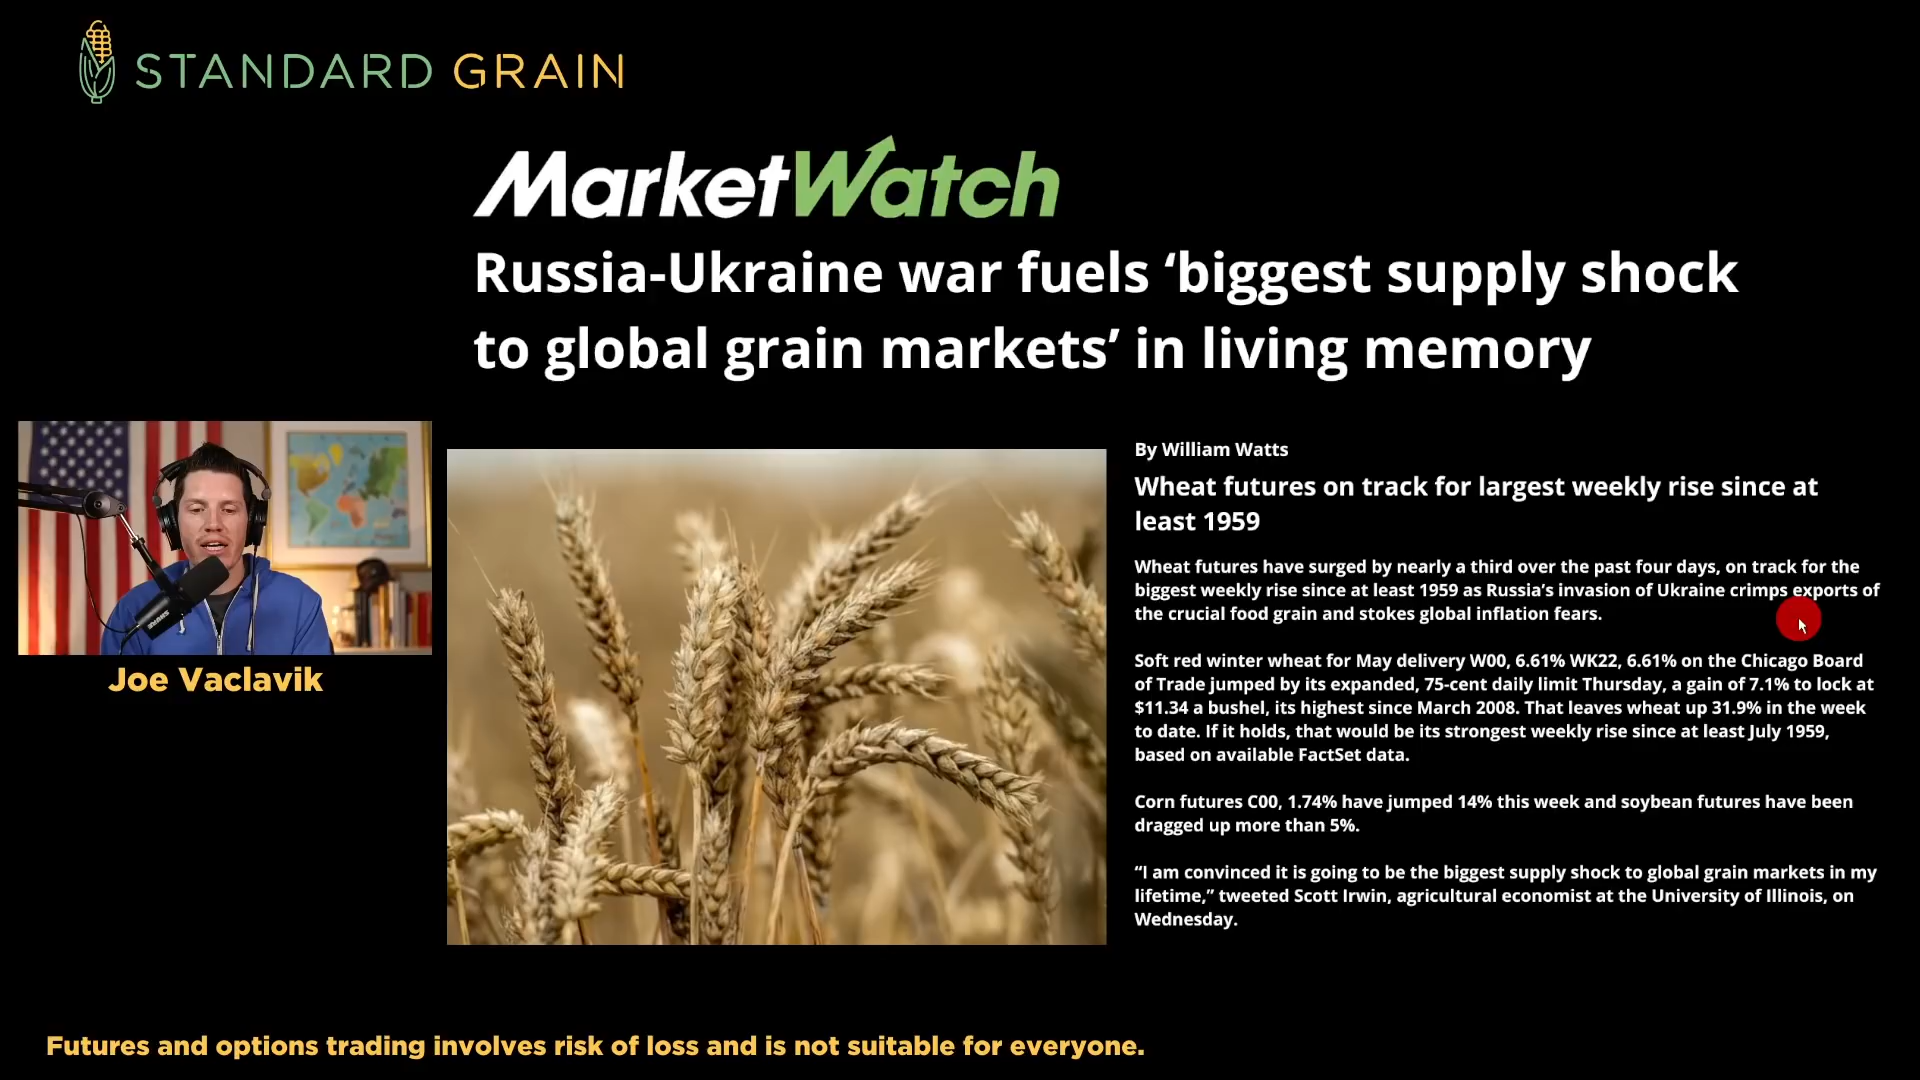 STANDARD GRAIN
MarketWatch
Russia-Ukraine war fuels ‘biggest supply shock
to global grain markets’ in living memory
By William Watts
Wheat futures on track for largest weekly rise since at
least 1959
Wheat futures have surged by nearly a third over the past four days, on track for the
biggest weekly rise since at least 1959 as Russia’s invasion of Ukraine crimps exports of
the crucial food grain and stokes global inflation fears.
Soft red winter wheat for May delivery W00, 6.61% WK22, 6.61% on the Chicago Board
of Trade jumped by its expanded, 75-cent daily limit Thursday, a gain of 7.1% to lock at
$11.34 a bushel, its highest since March 2008. That leaves wheat up 31.9% in the week
to date. If it holds, that would be its strongest weekly rise since at least July 1959,
based on available FactSet data.
Corn futures C00, 1.74% have jumped 14% this week and soybean futures have been
dragged up more than 5%.
“I am convinced it is going to be the biggest supply shock to global grain markets in my
lifetime,” tweeted Scott Irwin, agricultural economist at the University of Illinois, on
Wednesday.
Joe Vaclavik
Futures and options trading involves risk of loss and is not suitable for everyone.